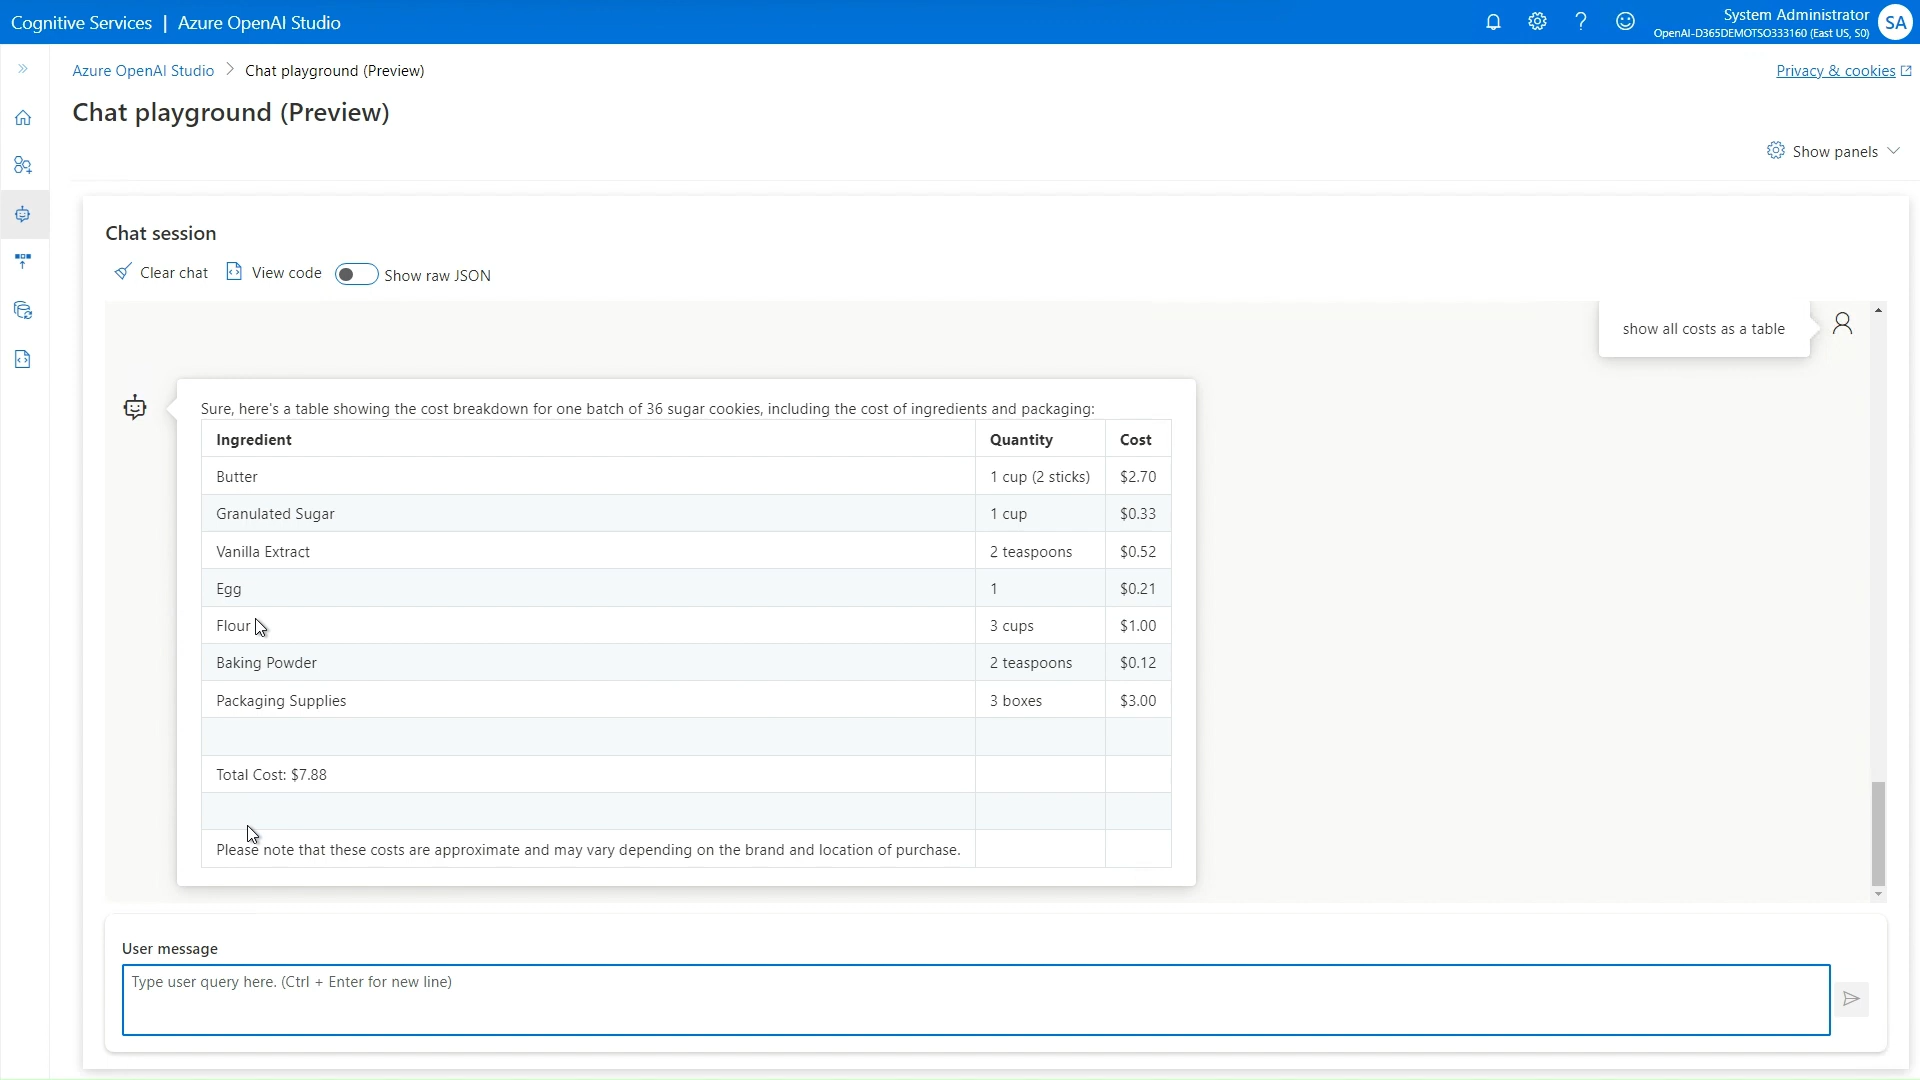 Cognitive Services | Azure OpenAI Studio
System Administrator
OpenAI-D365DEMOTSO333160 (East US, S0)
SA
Azure OpenAI Studio > Chat playground (Preview)
Privacy & cookies
Chat playground (Preview)
Show panels
Chat session
Clear chat View code Show raw JSON
show all costs as a table
Sure, here's a table showing the cost breakdown for one batch of 36 sugar cookies, including the cost of ingredients and packaging:
Ingredient Quantity Cost
Butter 1 cup (2 sticks) $2.70
Granulated Sugar 1 cup $0.33
Vanilla Extract 2 teaspoons $0.52
Egg 1 $0.21
Flour 3 cups $1.00
Baking Powder 2 teaspoons $0.12
Packaging Supplies 3 boxes $3.00
Total Cost: $7.88
Please note that these costs are approximate and may vary depending on the brand and location of purchase.
User message
Type user query here. (Ctrl + Enter for new line)